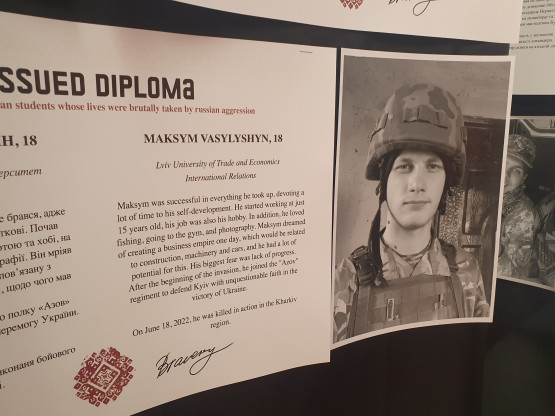 SSUED DIPLOMA
an students whose lives were brutally taken by russian aggression
Н, 18
ерситет
е брався, адже
ткові. Почав
отою та хобі, на
рафії. Він мріяв
пов'язану з
, щодо чого мав
о полку «Азов»
перемогу України.
иконаня бойового
і.
MAKSYM VASYLYSHYN, 18
Lviv University of Trade and Economics
International Relations
Maksym was successful in everything he took up, devoting a
lot of time to his self-development. He started working at just
15 years old, his job was also his hobby. In addition, he loved
fishing, going to the gym, and photography. Maksym dreamed
of creating a business empire one day, which would be related
to construction, machinery and cars, and he had a lot of
potential for this. His biggest fear was lack of progress.
After the beginning of the invasion, he joined the "Azov"
regiment to defend Kyiv with unquestionable faith in the
victory of Ukraine.
On June 18, 2022, he was killed in action in the Kharkiv
region.
Bravery